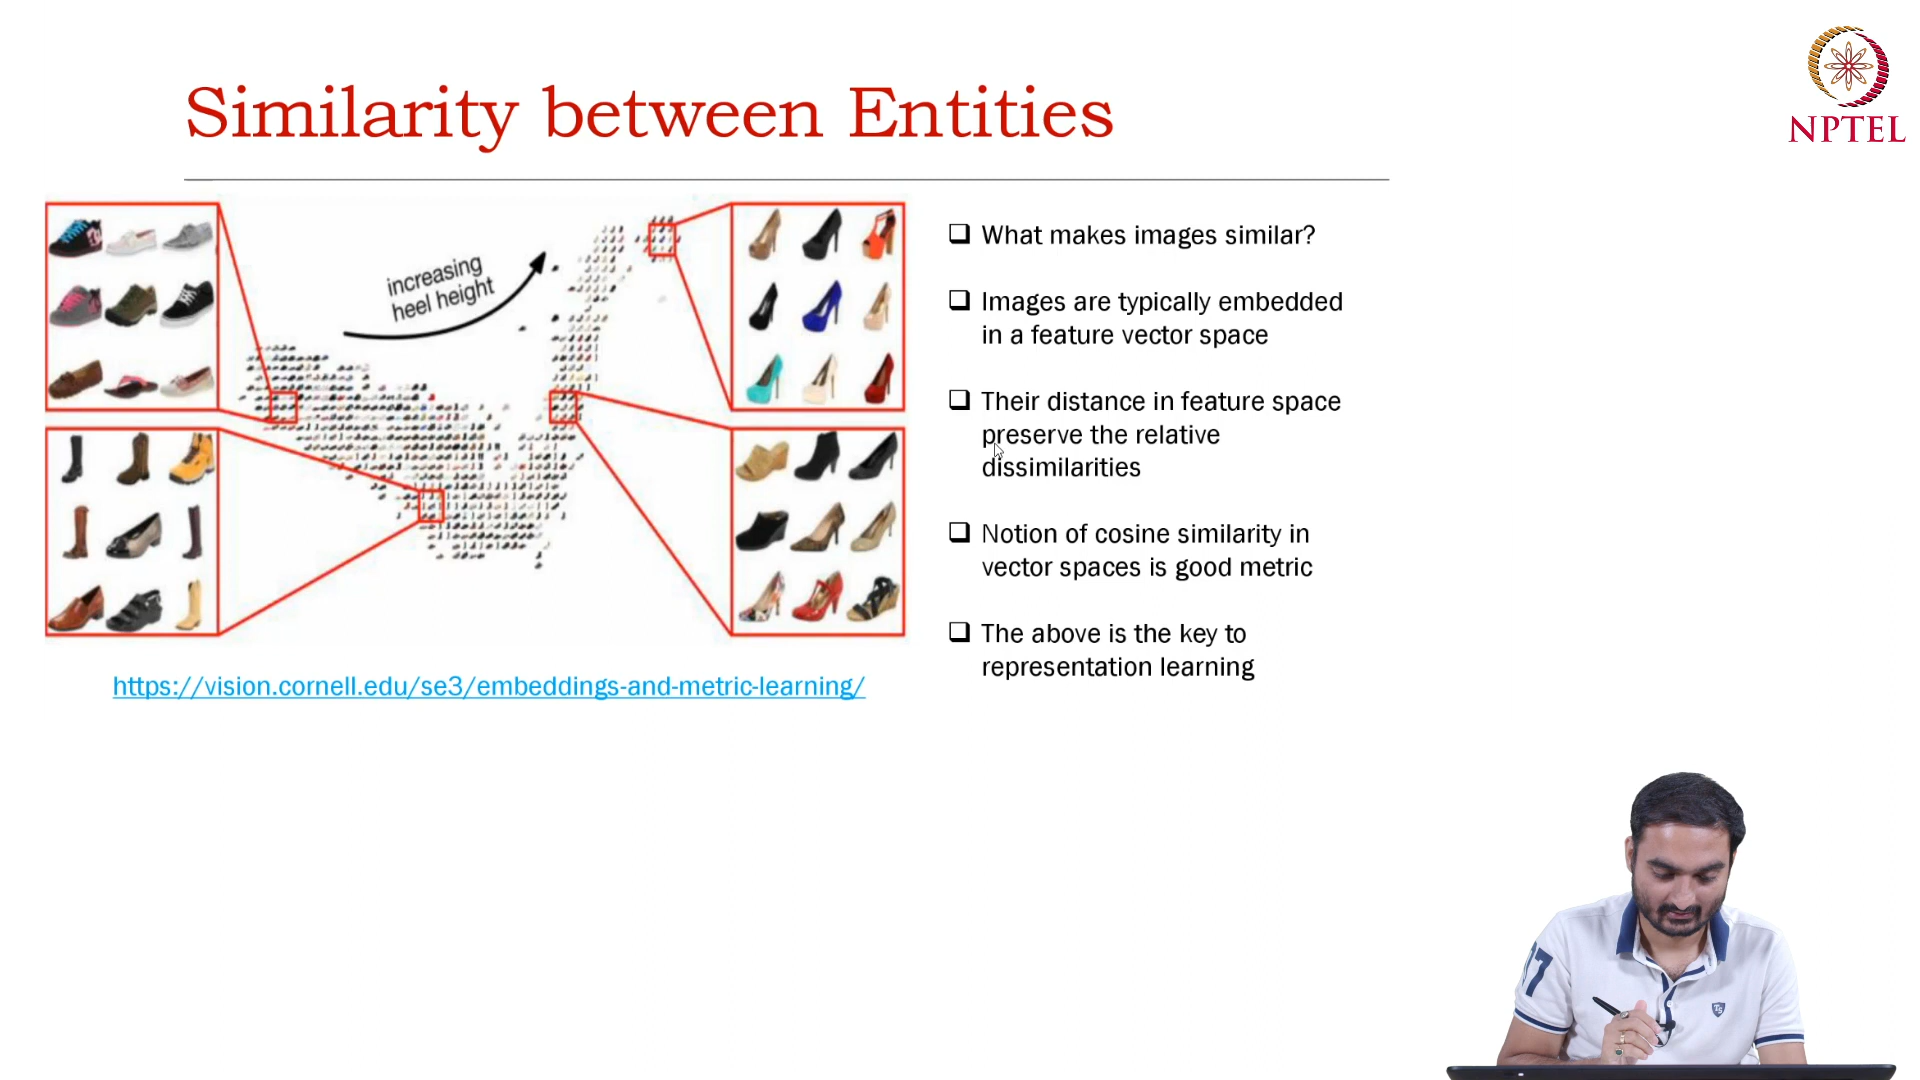 Similarity between Entities
NPTEL
increasing
heel height
What makes images similar?
Images are typically embedded
in a feature vector space
Their distance in feature space
preserve the relative
dissimilarities
Notion of cosine similarity in
vector spaces is good metric
The above is the key to
representation learning
https://vision.cornell.edu/se3/embeddings-and-metric-learning/